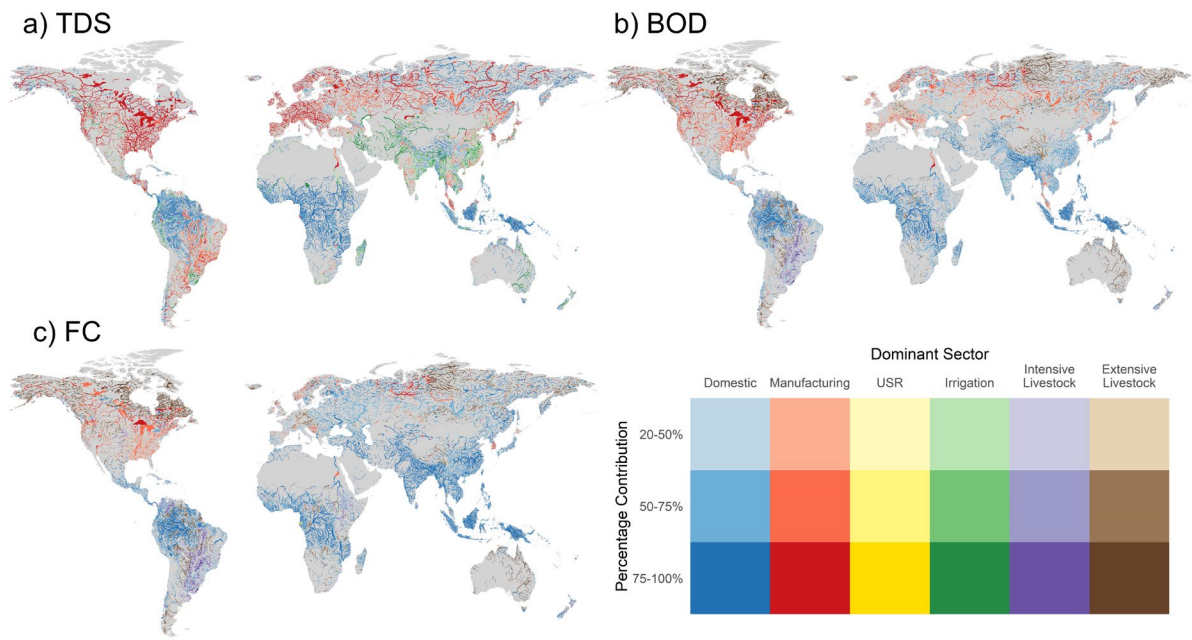 a) TDS
b) BOD
c) FC
Dominant Sector
Domestic Manufacturing USR Irrigation Intensive Livestock Extensive Livestock
Percentage Contribution
20-50%
50-75%
75-100%